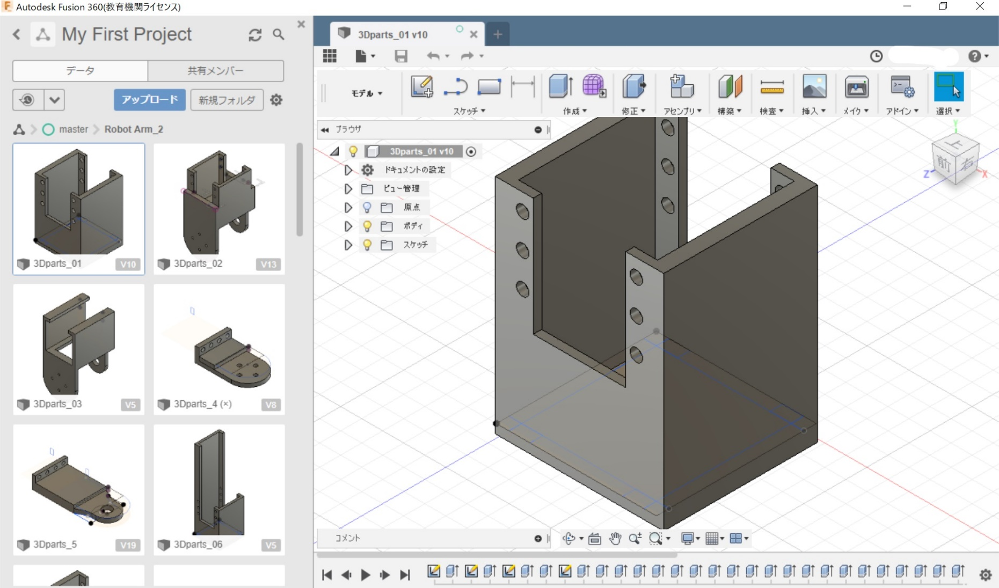 Autodesk Fusion 360(教育機関ライセンス)
My First Project
データ
共有メンバー
アップロード
新規フォルダ
master
Robot Arm_2
3Dparts_01
V10
3Dparts_02
V13
3Dparts_03
V5
3Dparts_4 (×)
V8
3Dparts_5
V19
3Dparts_06
V5
3Dparts_01 v10
モデル
スケッチ
作成
修正
アセンブリ
構築
検査
挿入
メイク
アドイン
選択
ブラウザ
3Dparts_01 v10
ドキュメントの設定
ビュー管理
原点
ボディ
スケッチ
Y
上
前
右
Z
X
コメント